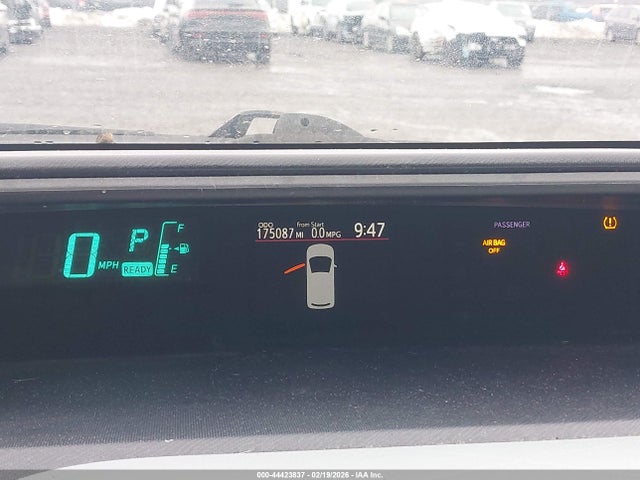 0 MPH P READY F E
ODO from Start
175087 MI 0.0 MPG 9:47
PASSENGER
AIR BAG
OFF
000-44423837 - 02/19/2026 - IAA Inc.